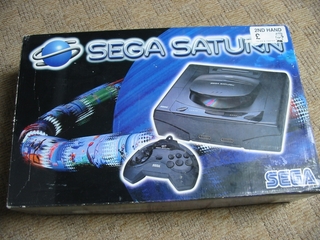 SEGA SATURN
2ND HAND
£
SEGA